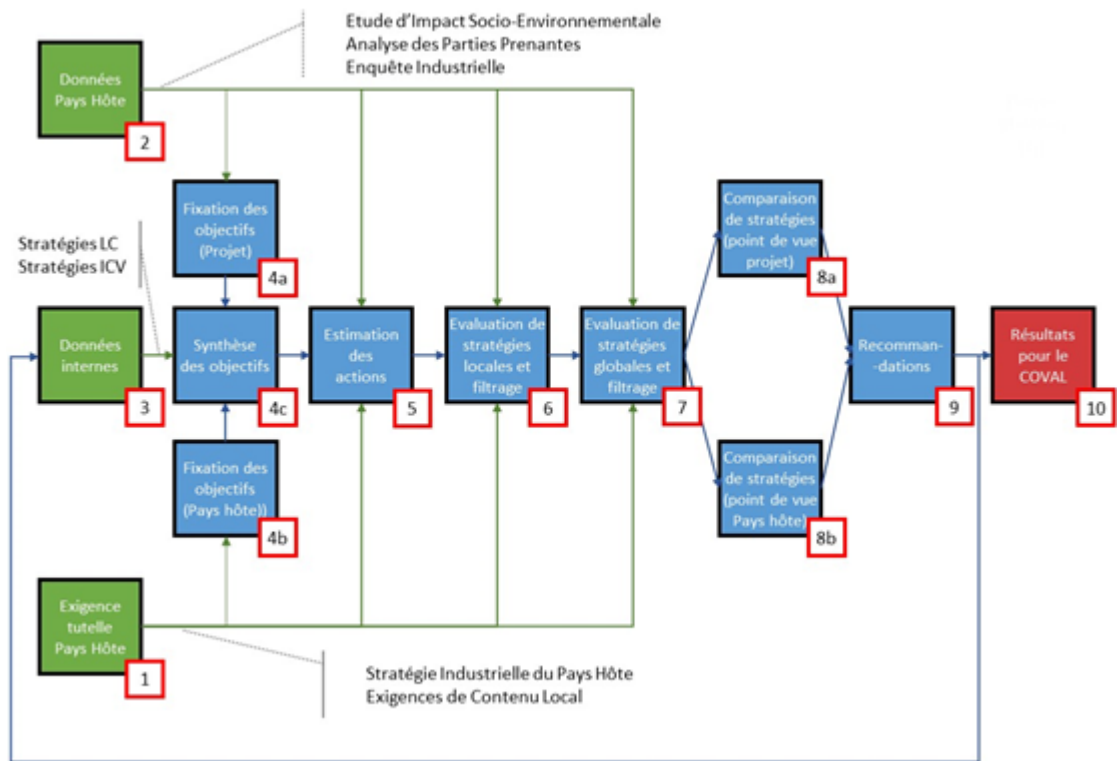 Etude d'Impact Socio-Environnementale
Analyse des Parties Prenantes
Enquête Industrielle
Données
Pays Hôte
2
Fixation des
objectifs
(Projet)
4a
Comparaison
de stratégies
(point de vue
projet)
8a
Stratégies LC
Stratégies ICV
Données
internes
3
Synthèse
des objectifs
4c
Estimation
des
actions
5
Evaluation de
stratégies
locales et
filtrage
6
Evaluation de
stratégies
globales et
filtrage
7
Recomman-
-dations
9
Résultats
pour le
COVAL
10
Fixation des
objectifs
(Pays hôte))
4b
Comparaison
de stratégies
(point de vue
Pays hôte)
8b
Exigence
tutelle
Pays Hôte
1
Stratégie Industrielle du Pays Hôte
Exigences de Contenu Local